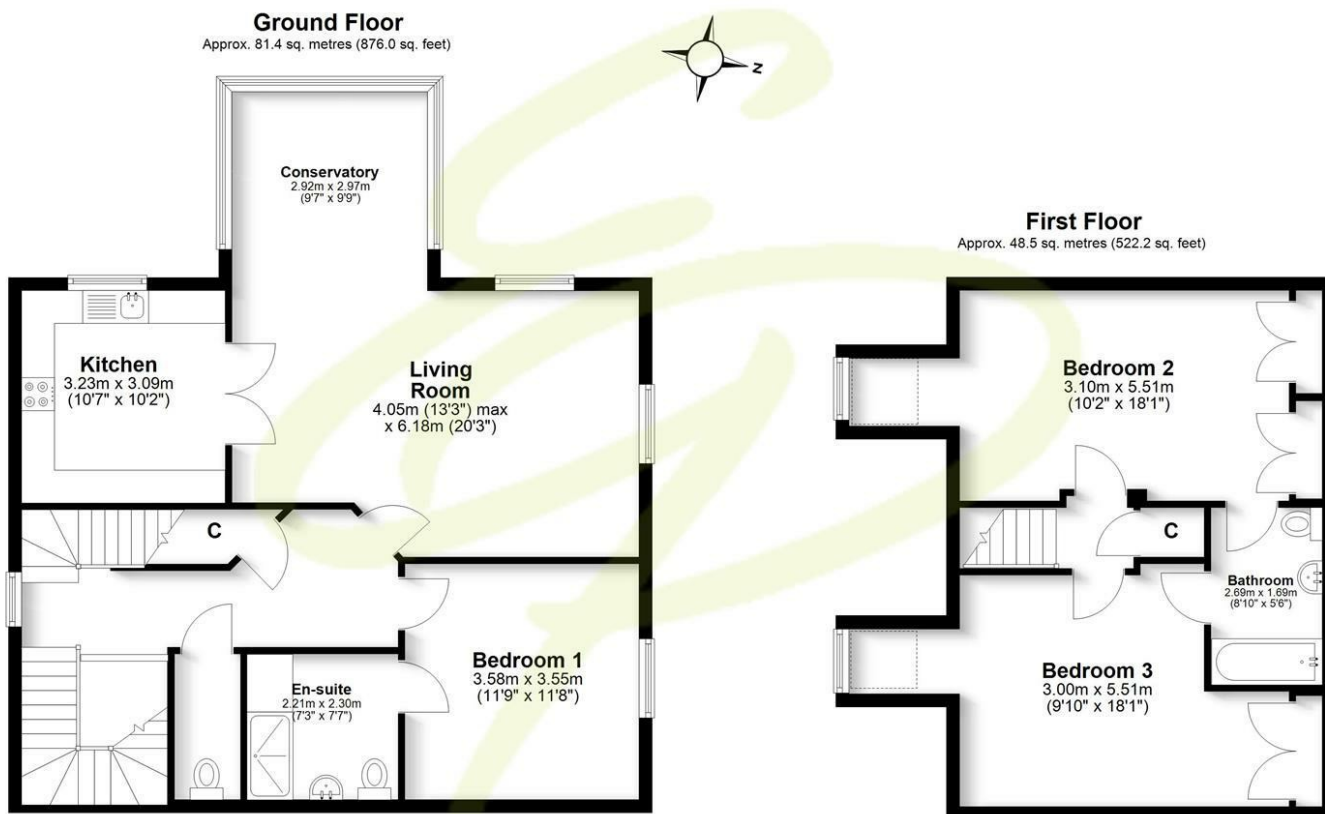 Ground Floor
Approx. 81.4 sq. metres (876.0 sq. feet)
N
Conservatory
2.92m x 2.97m
(9'7" x 9'9")
Kitchen
3.23m x 3.09m
(10'7" x 10'2")
Living
Room
4.05m (13'3") max
x 6.18m (20'3")
C
Bedroom 1
3.58m x 3.55m
(11'9" x 11'8")
En-suite
2.21m x 2.30m
(7'3" x 7'7")
First Floor
Approx. 48.5 sq. metres (522.2 sq. feet)
Bedroom 2
3.10m x 5.51m
(10'2" x 18'1")
C
Bathroom
2.69m x 1.69m
(8'10" x 5'6")
Bedroom 3
3.00m x 5.51m
(9'10" x 18'1")